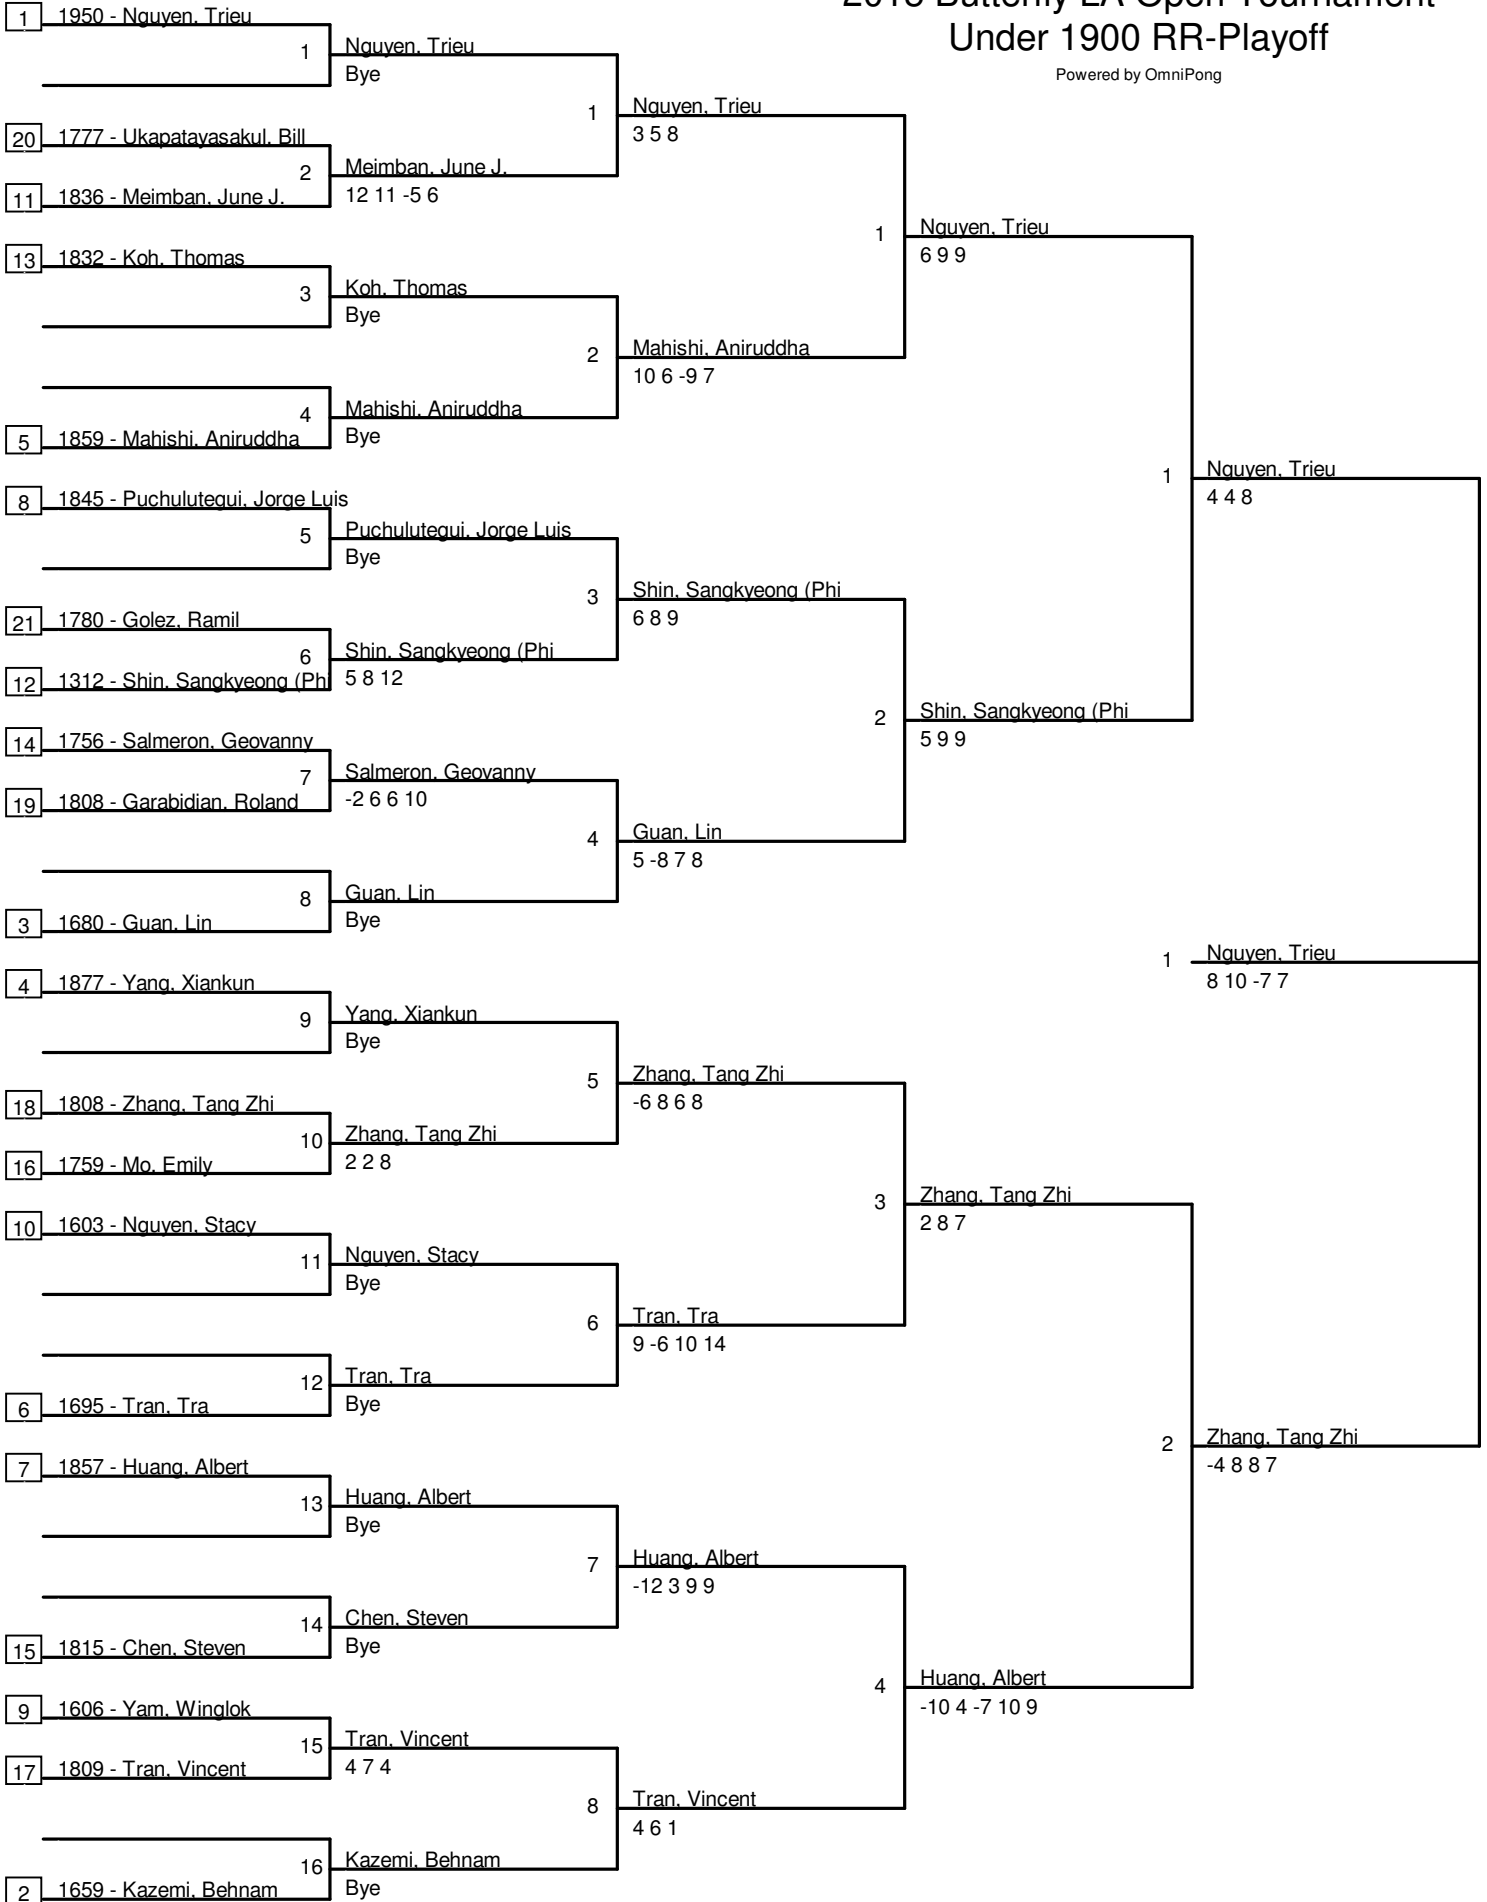 2018 Butterfly LA Open Tournament
Under 1900 RR-Playoff
Powered by OmniPong
1 1950 - Nguyen, Trieu
1 Nguyen, Trieu
Bye
1 Nguyen, Trieu
3 5 8
20 1777 - Ukapatayasakul, Bill
2 Meimban, June J.
11 1836 - Meimban, June J.
12 11 -5 6
1 Nguyen, Trieu
6 9 9
13 1832 - Koh, Thomas
3 Koh, Thomas
Bye
2 Mahishi, Aniruddha
10 6 -9 7
4 Mahishi, Aniruddha
Bye
5 1859 - Mahishi, Aniruddha
1 Nguyen, Trieu
4 4 8
8 1845 - Puchulutegui, Jorge Luis
5 Puchulutegui, Jorge Luis
Bye
3 Shin, Sangkyeong (Phi
6 8 9
21 1780 - Golez, Ramil
6 Shin, Sangkyeong (Phi
12 1312 - Shin, Sangkyeong (Phi
5 8 12
2 Shin, Sangkyeong (Phi
5 9 9
14 1756 - Salmeron, Geovanny
7 Salmeron, Geovanny
19 1808 - Garabidian, Roland
-2 6 6 10
4 Guan, Lin
5 -8 7 8
8 Guan, Lin
Bye
3 1680 - Guan, Lin
1 Nguyen, Trieu
8 10 -7 7
4 1877 - Yang, Xiankun
9 Yang, Xiankun
Bye
5 Zhang, Tang Zhi
-6 8 6 8
18 1808 - Zhang, Tang Zhi
10 Zhang, Tang Zhi
16 1759 - Mo, Emily
2 2 8
3 Zhang, Tang Zhi
2 8 7
10 1603 - Nguyen, Stacy
11 Nguyen, Stacy
Bye
6 Tran, Tra
9 -6 10 14
12 Tran, Tra
Bye
6 1695 - Tran, Tra
2 Zhang, Tang Zhi
-4 8 8 7
7 1857 - Huang, Albert
13 Huang, Albert
Bye
7 Huang, Albert
-12 3 9 9
14 Chen, Steven
Bye
15 1815 - Chen, Steven
4 Huang, Albert
-10 4 -7 10 9
9 1606 - Yam, Winglok
15 Tran, Vincent
17 1809 - Tran, Vincent
4 7 4
8 Tran, Vincent
4 6 1
16 Kazemi, Behnam
Bye
2 1659 - Kazemi, Behnam